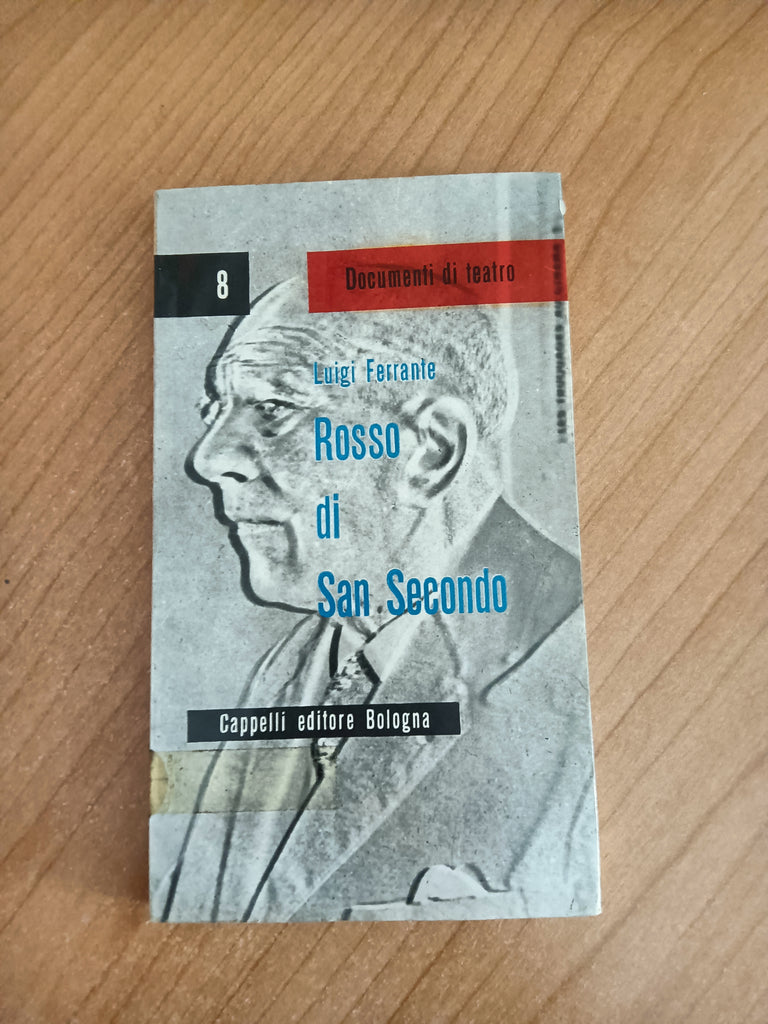 8
Documenti di teatro
Luigi Ferrante
Rosso
di
San Secondo
Cappelli editore Bologna